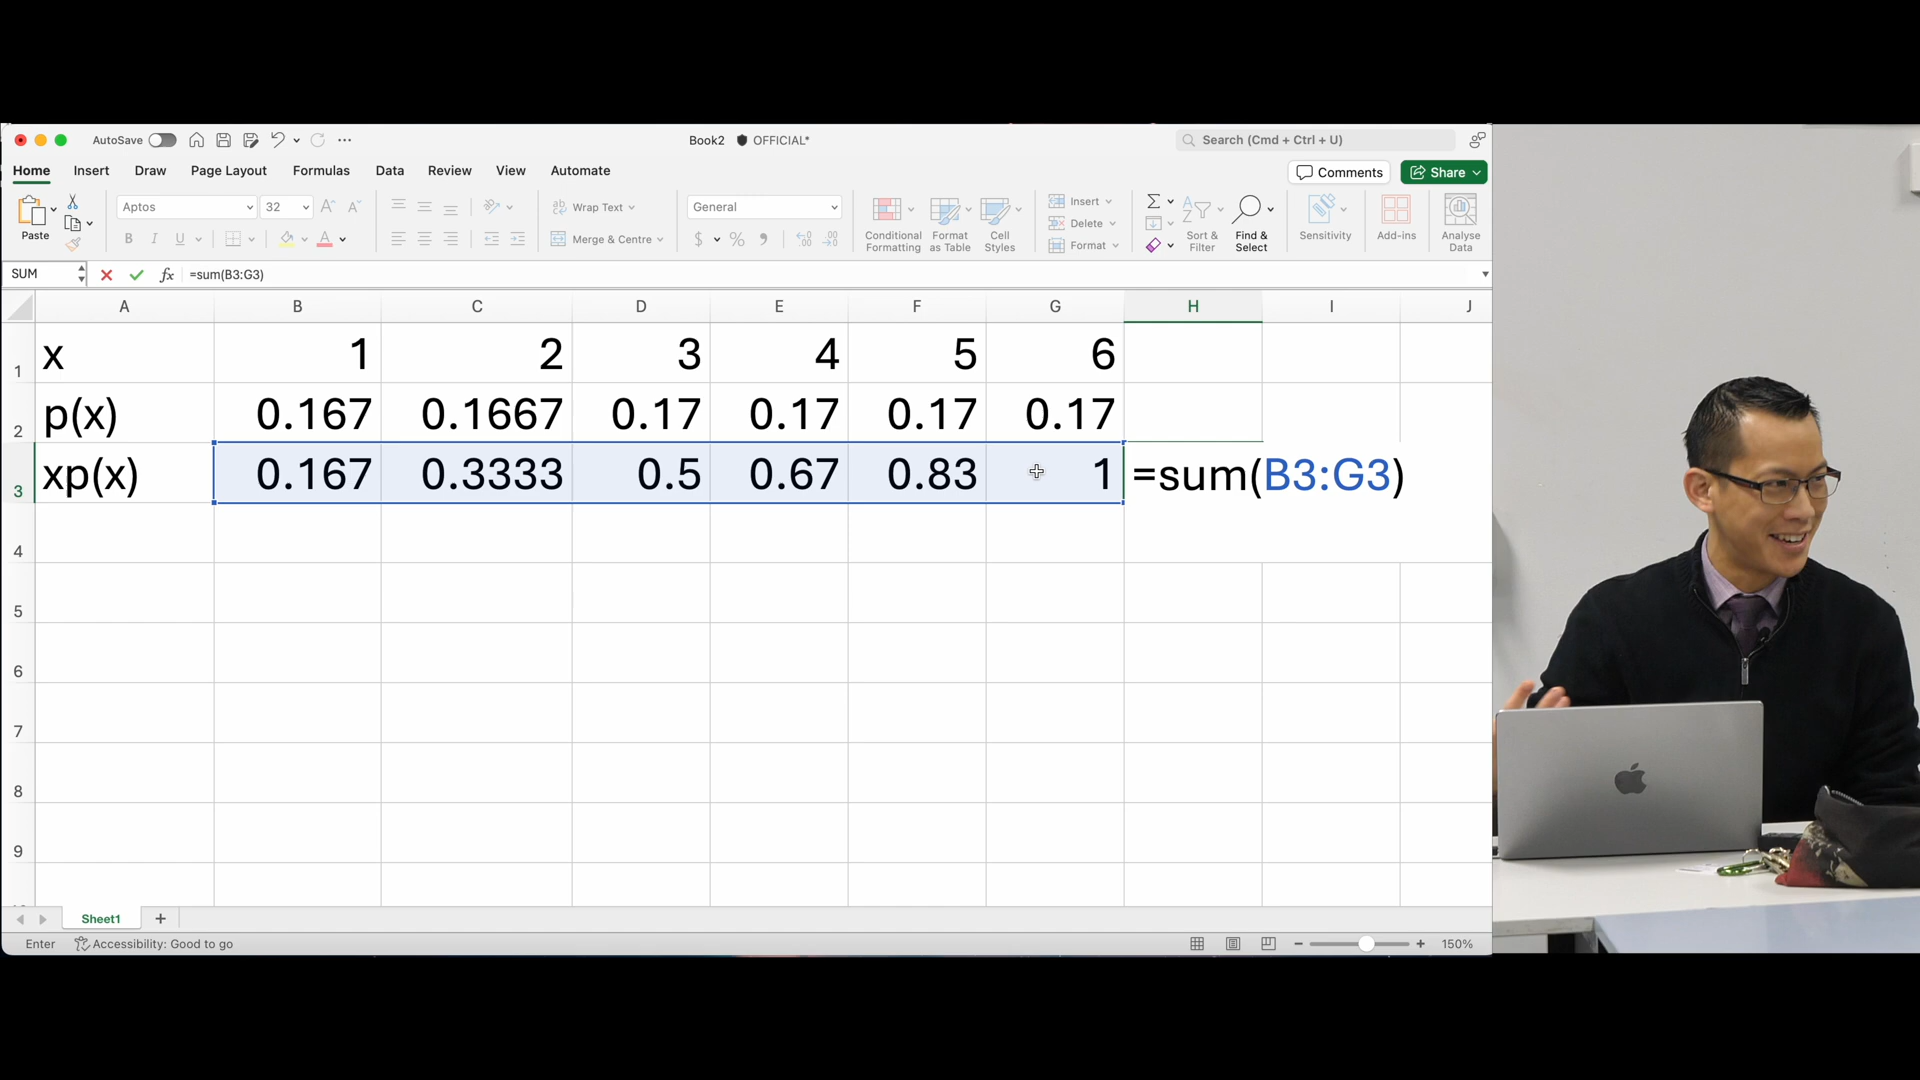 AutoSave
Book2 OFFICIAL*
Search (Cmd + Ctrl + U)
Home Insert Draw Page Layout Formulas Data Review View Automate
Comments Share
Paste
Aptos 32
B I U
Wrap Text
Merge & Centre
General
$ %
Conditional Formatting
Format as Table
Cell Styles
Insert
Delete
Format
Sort & Filter
Find & Select
Sensitivity
Add-ins
Analyse Data
SUM fx =sum(B3:G3)
A B C D E F G H I J
1 x 1 2 3 4 5 6
2 p(x) 0.167 0.1667 0.17 0.17 0.17 0.17
3 xp(x) 0.167 0.3333 0.5 0.67 0.83 1 =sum(B3:G3)
4
5
6
7
8
9
Sheet1 +
Enter Accessibility: Good to go 150%